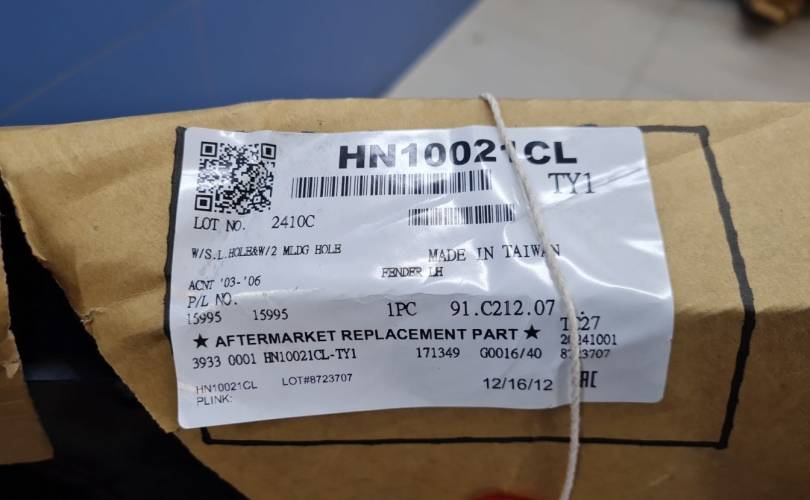 HN10021CL
TY1
LOT NO. 2410C
W/S.L.HOLE&W/2 MLDG HOLE
MADE IN TAIWAN
FENDER LH
ACNT '03-'06
P/L NO.
15995 15995 1PC 91.C212.07
★ AFTERMARKET REPLACEMENT PART ★
20241001
3933 0001 HN10021CL-TY1 171349 G0016/40
HN10021CL LOT#8723707
12/16/12
PLINK: